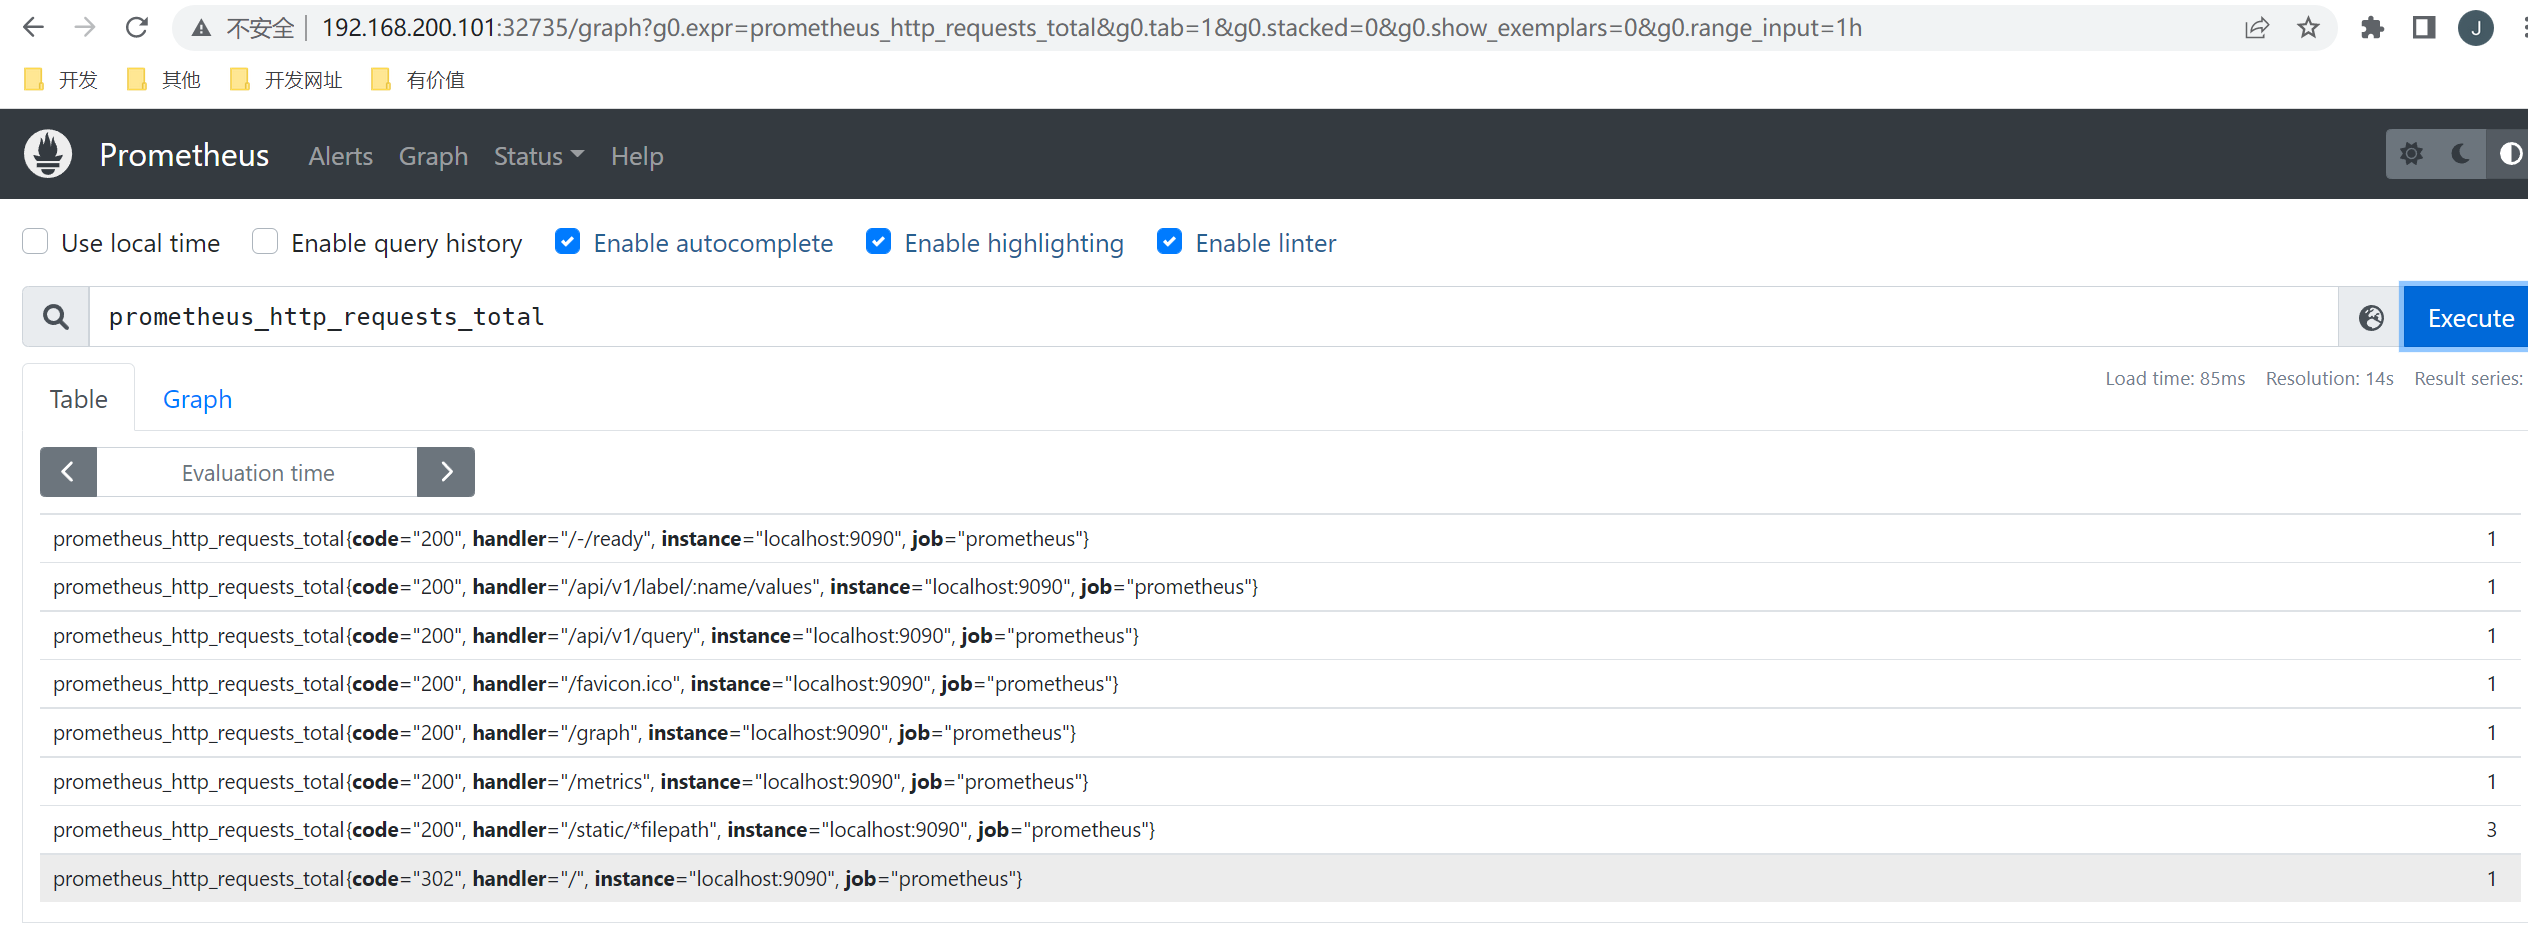 不安全 192.168.200.101:32735/graph?g0.expr=prometheus_http_requests_total&g0.tab=1&g0.stacked=0&g0.show_exemplars=0&g0.range_input=1h J
开发 其他 开发网址 有价值
Prometheus Alerts Graph Status Help
Use local time Enable query history Enable autocomplete Enable highlighting Enable linter
prometheus_http_requests_total Execute
Table Graph Load time: 85ms Resolution: 14s Result series:
Evaluation time
prometheus_http_requests_total{code="200", handler="/-/ready", instance="localhost:9090", job="prometheus"} 1
prometheus_http_requests_total{code="200", handler="/api/v1/label/:name/values", instance="localhost:9090", job="prometheus"} 1
prometheus_http_requests_total{code="200", handler="/api/v1/query", instance="localhost:9090", job="prometheus"} 1
prometheus_http_requests_total{code="200", handler="/favicon.ico", instance="localhost:9090", job="prometheus"} 1
prometheus_http_requests_total{code="200", handler="/graph", instance="localhost:9090", job="prometheus"} 1
prometheus_http_requests_total{code="200", handler="/metrics", instance="localhost:9090", job="prometheus"} 1
prometheus_http_requests_total{code="200", handler="/static/*filepath", instance="localhost:9090", job="prometheus"} 3
prometheus_http_requests_total{code="302", handler="/", instance="localhost:9090", job="prometheus"} 1